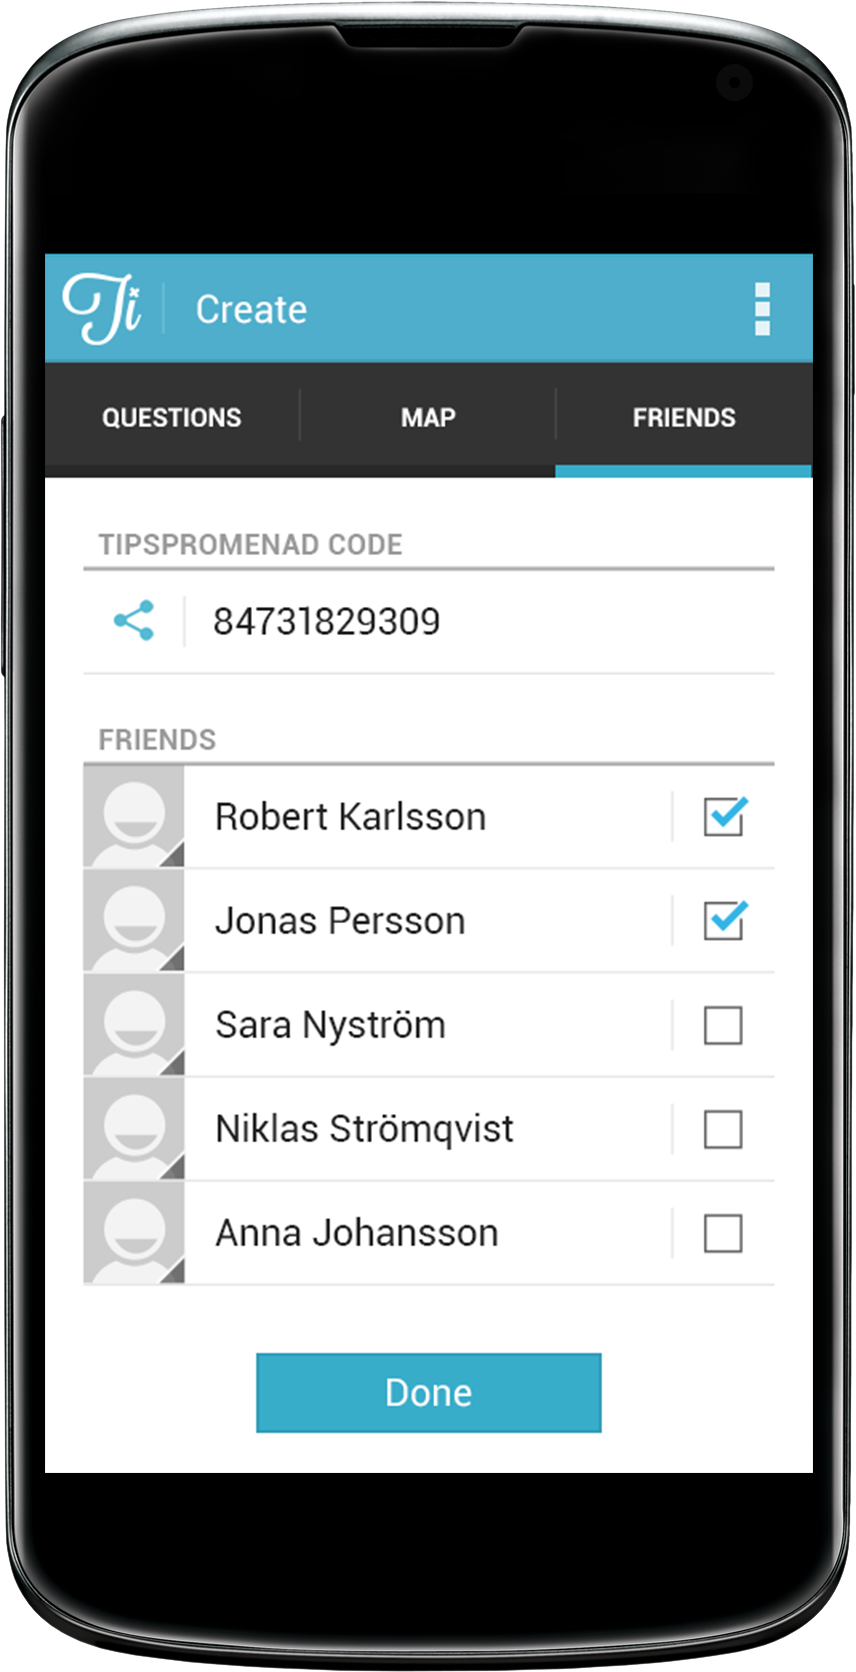 Ti
Create
QUESTIONS
MAP
FRIENDS
TIPSPROMENAD CODE
84731829309
FRIENDS
Robert Karlsson
Jonas Persson
Sara Nyström
Niklas Strömqvist
Anna Johansson
Done